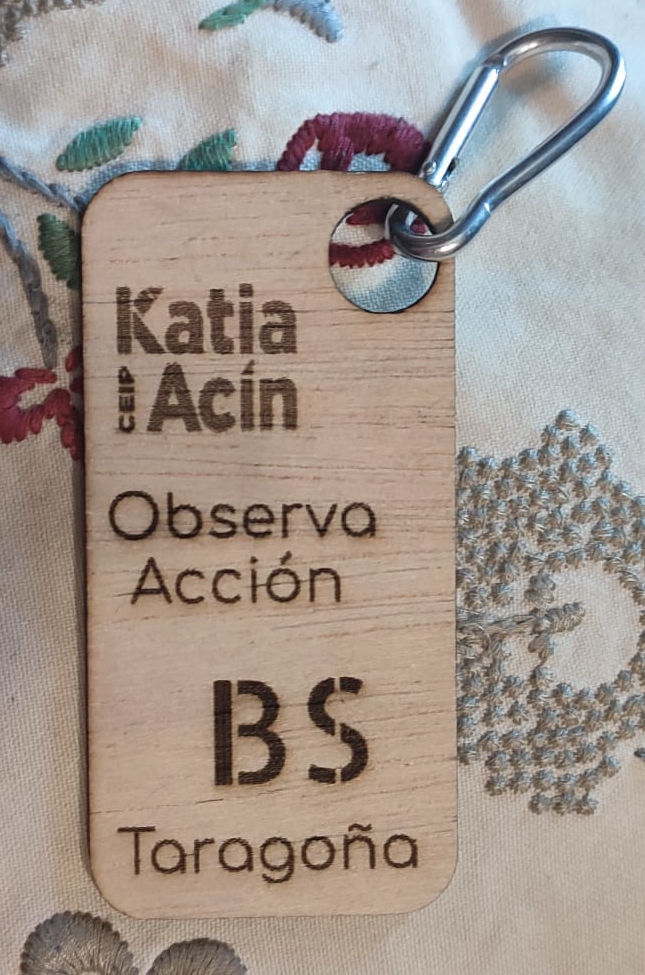 Katia
CEIP Acín
Observa
Acción
BS
Taragoña